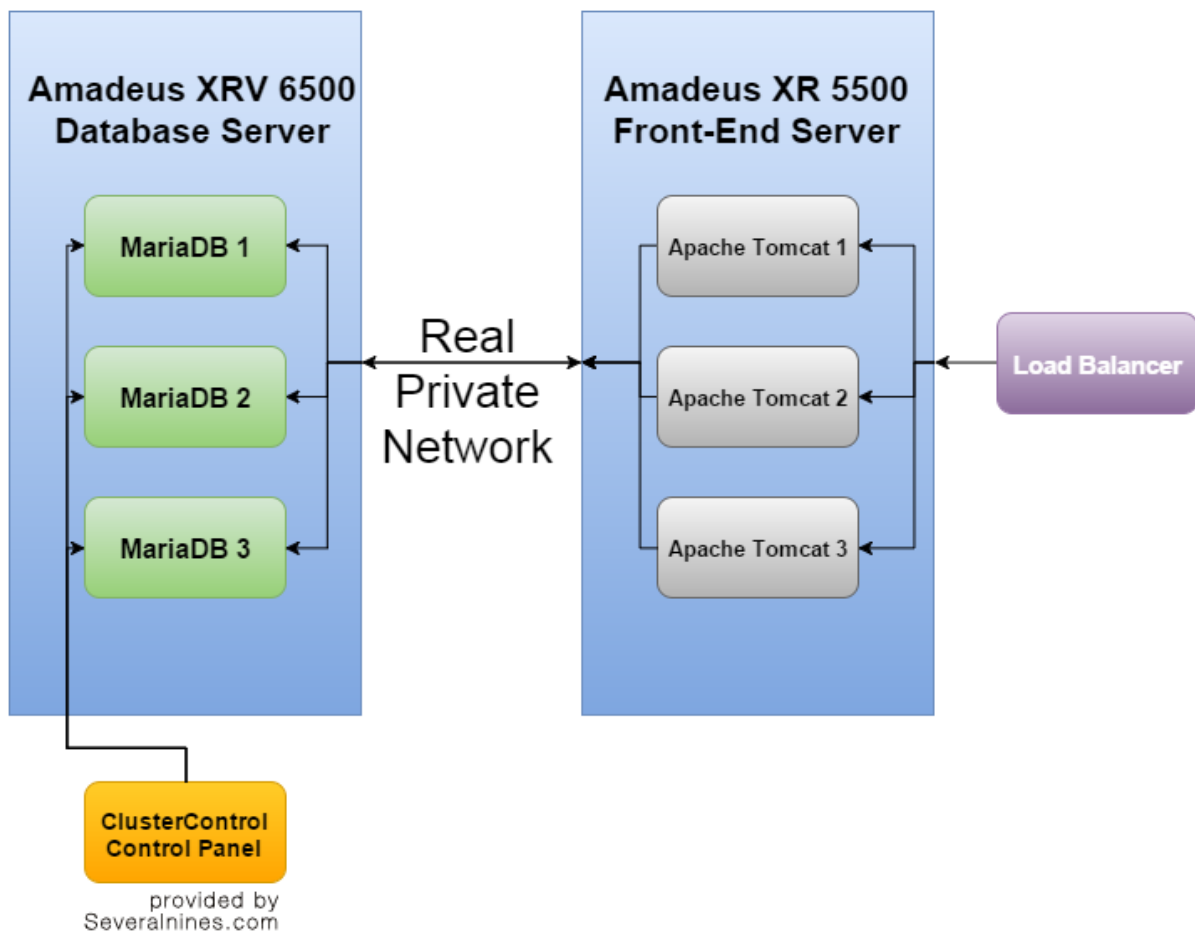 Amadeus XRV 6500
Database Server
MariaDB 1
MariaDB 2
MariaDB 3
Real
Private
Network
Amadeus XR 5500
Front-End Server
Apache Tomcat 1
Apache Tomcat 2
Apache Tomcat 3
Load Balancer
ClusterControl
Control Panel
provided by
Severalnines.com